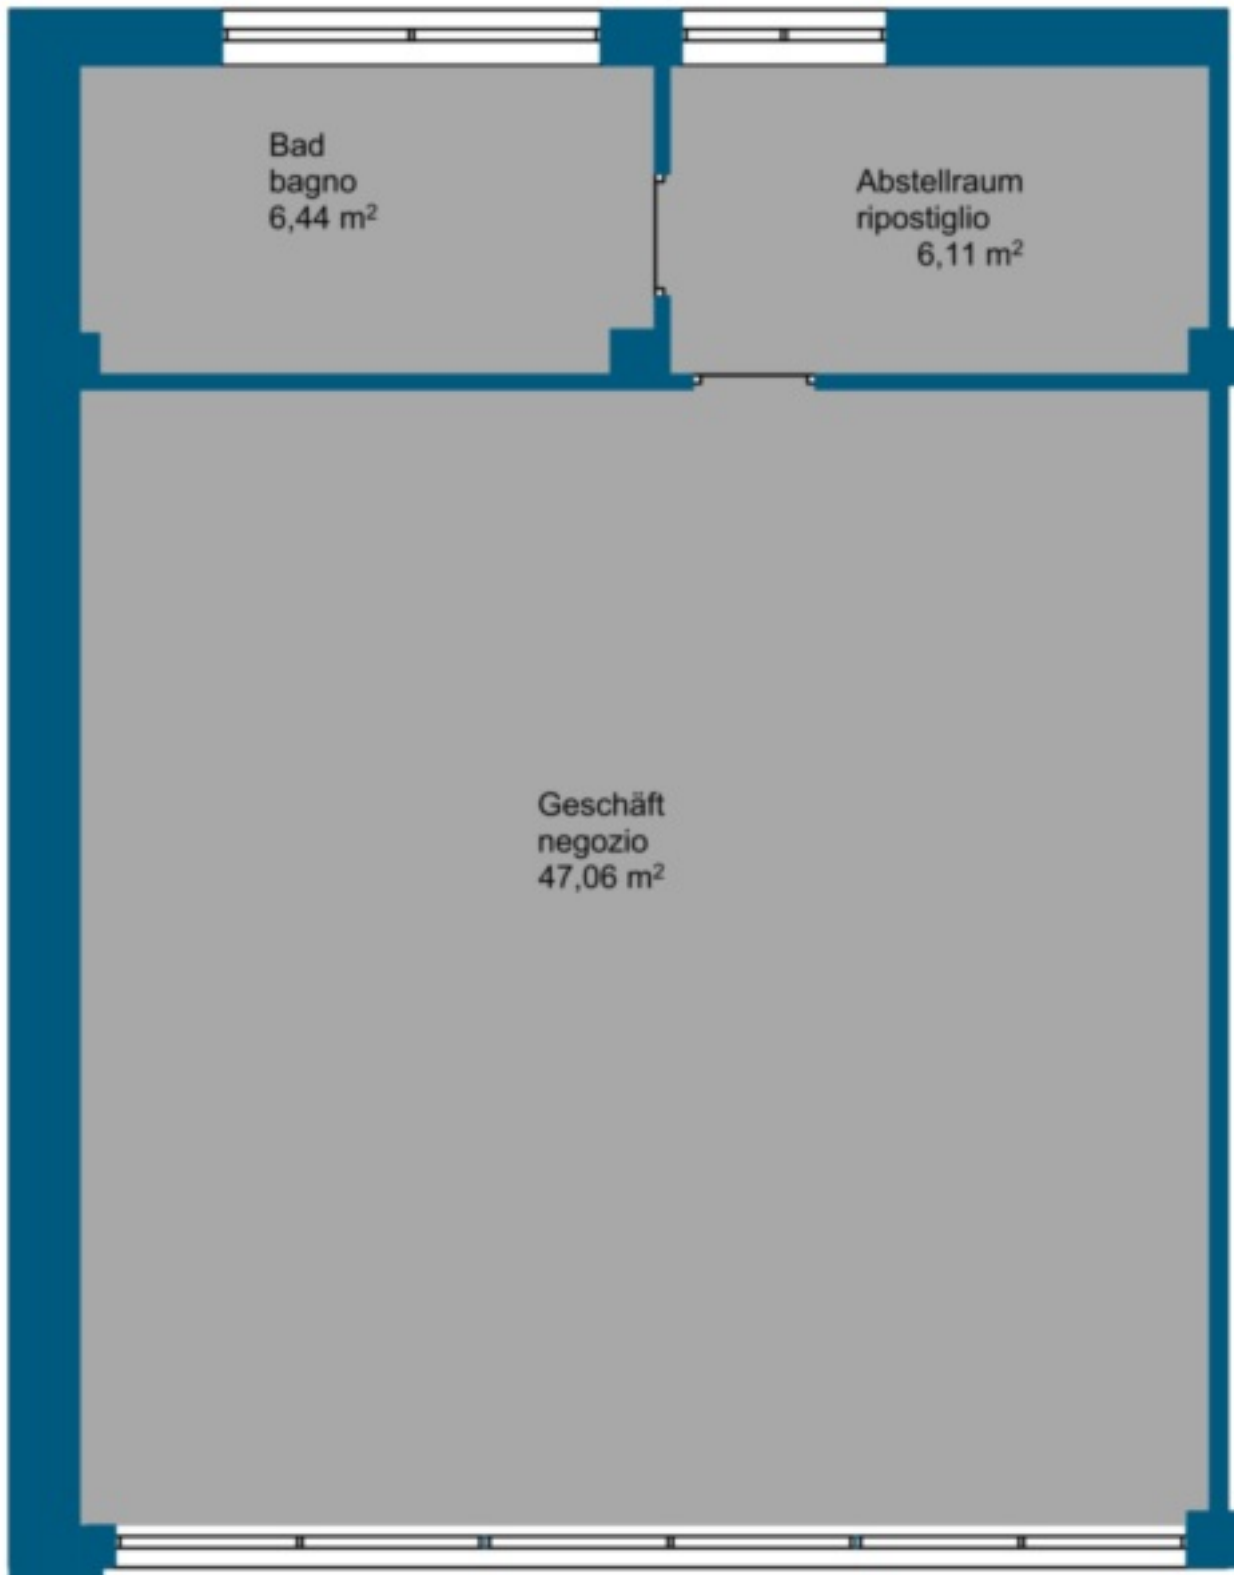 Bad
bagno
6,44 m²
Abstellraum
ripostiglio
6,11 m²
Geschäft
negozio
47,06 m²